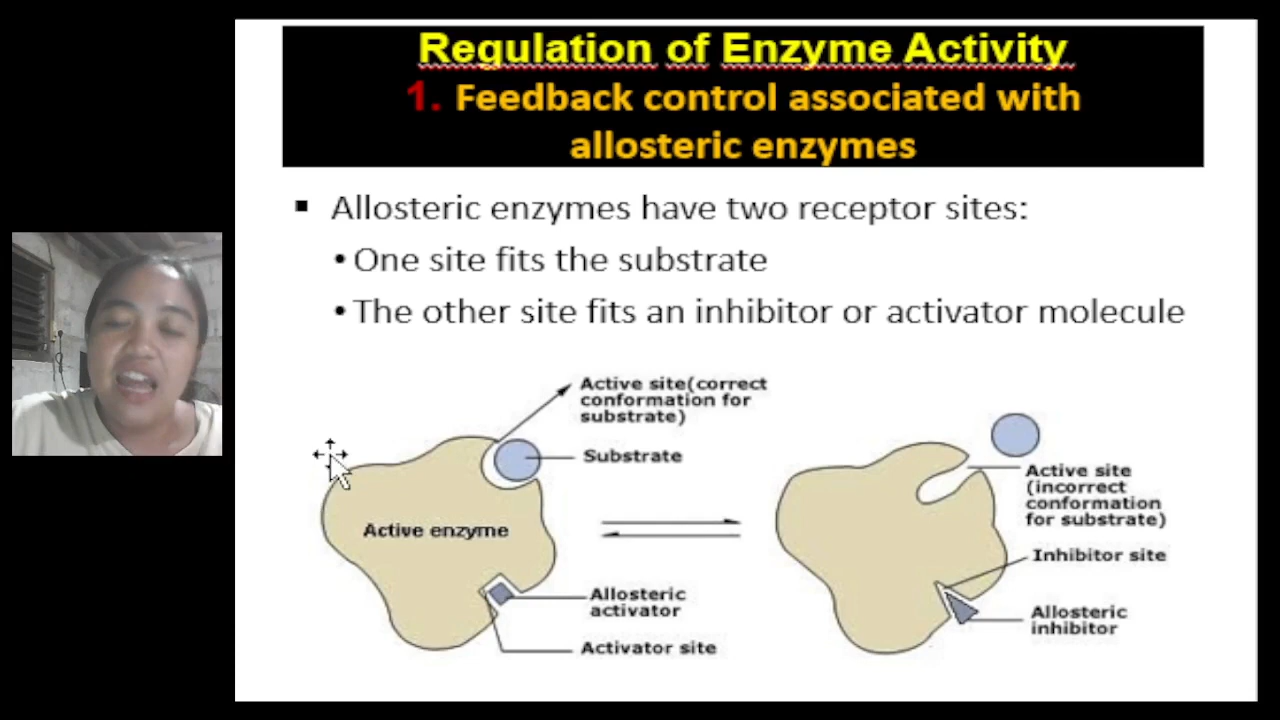 Regulation of Enzyme Activity
1. Feedback control associated with
allosteric enzymes
▪ Allosteric enzymes have two receptor sites:
• One site fits the substrate
• The other site fits an inhibitor or activator molecule
Active site(correct
conformation for
substrate)
Substrate
Active enzyme
Allosteric
activator
Activator site
Active site
(incorrect
conformation
for substrate)
Inhibitor site
Allosteric
inhibitor